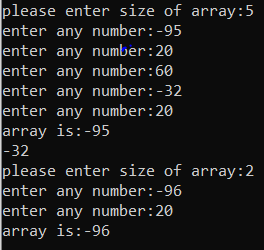 please enter size of array:5
enter any number:-95
enter any number:20
enter any number:60
enter any number:-32
enter any number:20
array is:-95
-32
please enter size of array:2
enter any number:-96
enter any number:20
array is:-96